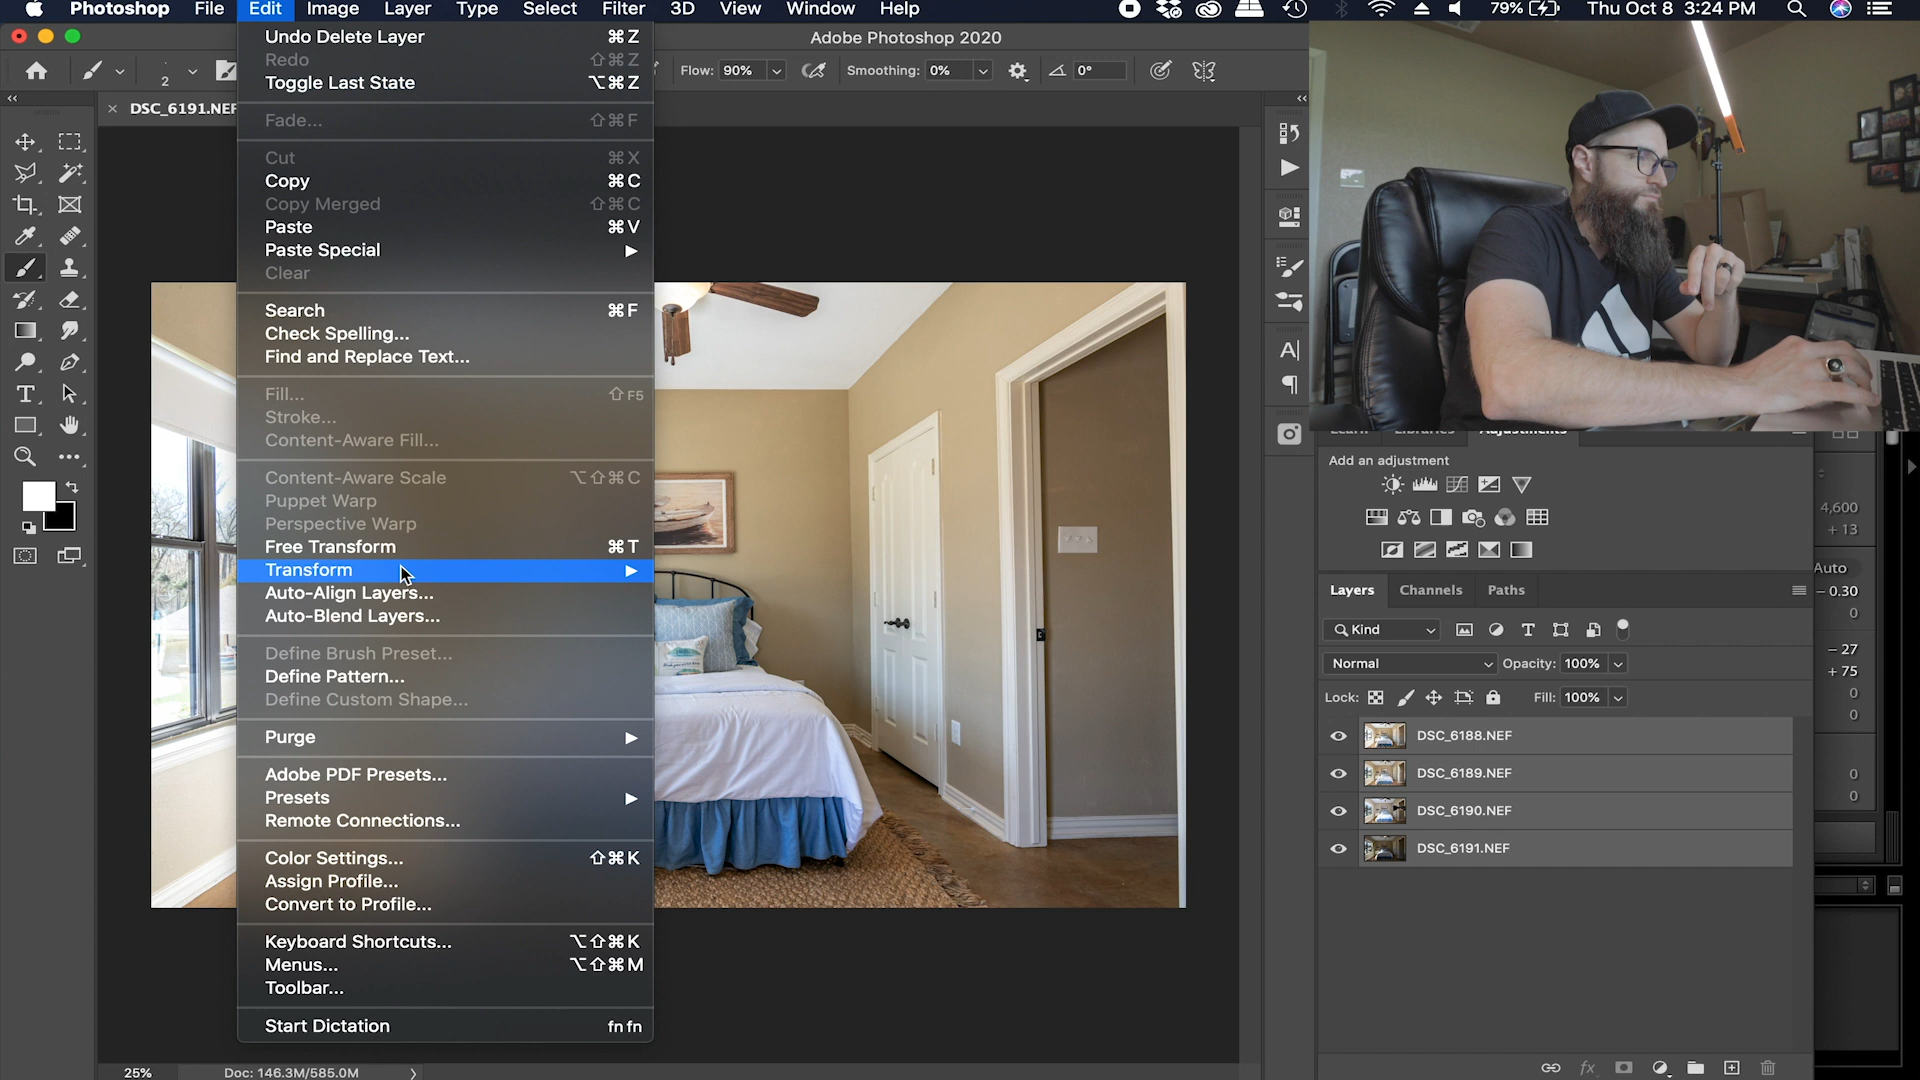 Photoshop File Edit Image Layer Type Select Filter 3D View Window Help 79% Thu Oct 8 3:24 PM
Adobe Photoshop 2020
2 Flow: 90% Smoothing: 0% 0°
DSC_6191.NEF
Undo Delete Layer ⌘Z
Redo ⇧⌘Z
Toggle Last State ⌥⌘Z
Fade... ⇧⌘F
Cut ⌘X
Copy ⌘C
Copy Merged ⇧⌘C
Paste ⌘V
Paste Special
Clear
Search ⌘F
Check Spelling...
Find and Replace Text...
Fill... ⇧F5
Stroke...
Content-Aware Fill...
Content-Aware Scale ⌥⇧⌘C
Puppet Warp
Perspective Warp
Free Transform ⌘T
Transform
Auto-Align Layers...
Auto-Blend Layers...
Define Brush Preset...
Define Pattern...
Define Custom Shape...
Purge
Adobe PDF Presets...
Presets
Remote Connections...
Color Settings... ⇧⌘K
Assign Profile...
Convert to Profile...
Keyboard Shortcuts... ⌥⇧⌘K
Menus... ⌥⇧⌘M
Toolbar...
Start Dictation fn fn
25% Doc: 146.3M/585.0M
Learn Libraries Adjustments
Add an adjustment
Layers Channels Paths
Kind
Normal Opacity: 100%
Lock: Fill: 100%
DSC_6188.NEF
DSC_6189.NEF
DSC_6190.NEF
DSC_6191.NEF
fx
4,600
+ 13
Auto
– 0.30
0
– 27
+ 75
0
0
0
0